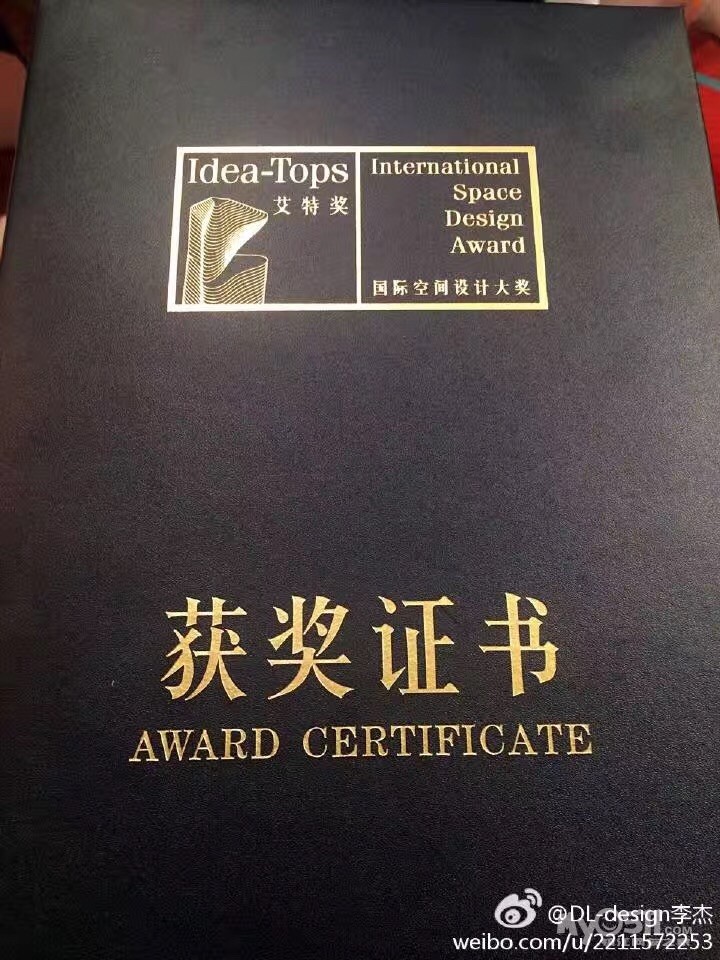 Idea-Tops
艾特奖
International
Space
Design
Award
国际空间设计大奖
获奖证书
AWARD CERTIFICATE
@DL-design李杰
weibo.com/u/2211572253